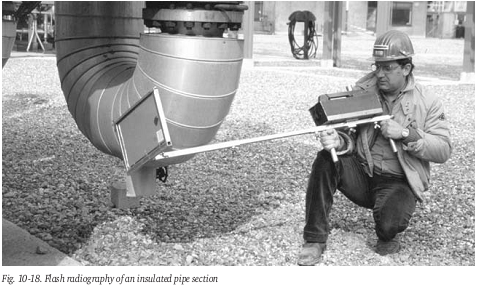 Fig. 10-18. Flash radiography of an insulated pipe section